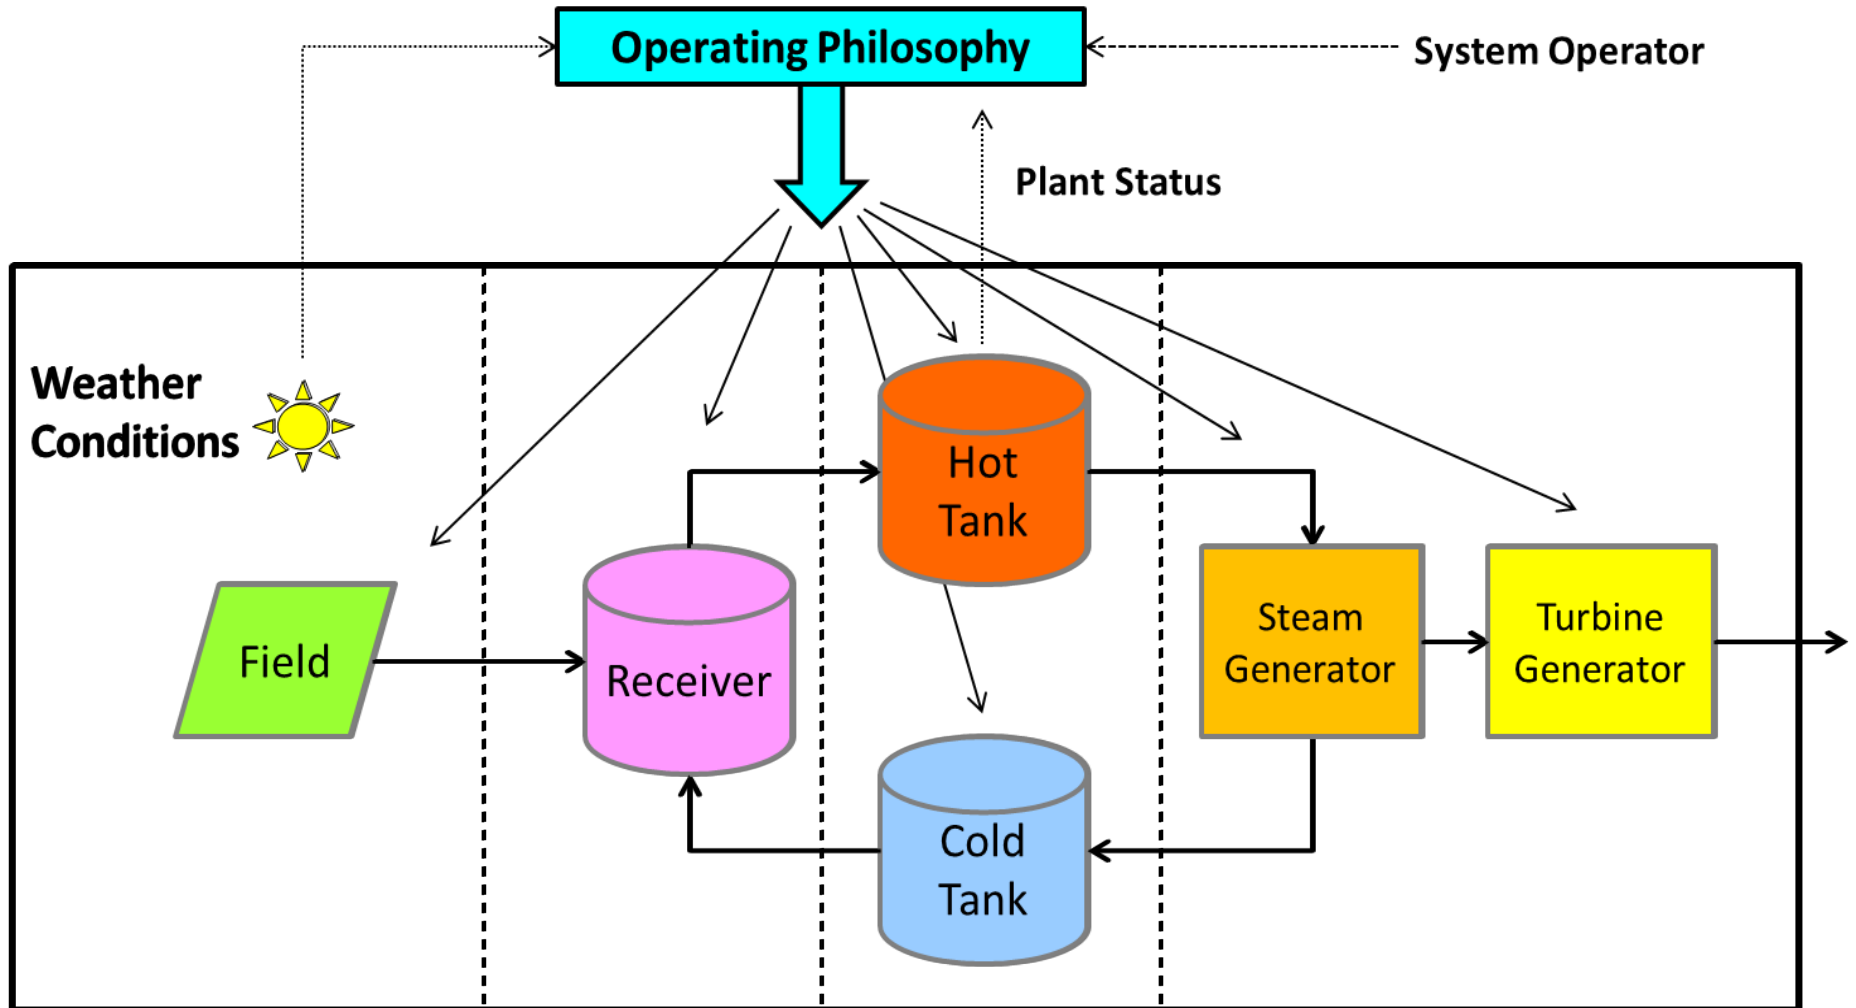 Operating Philosophy
System Operator
Plant Status
Weather
Conditions
Hot
Tank
Field
Receiver
Steam
Generator
Turbine
Generator
Cold
Tank